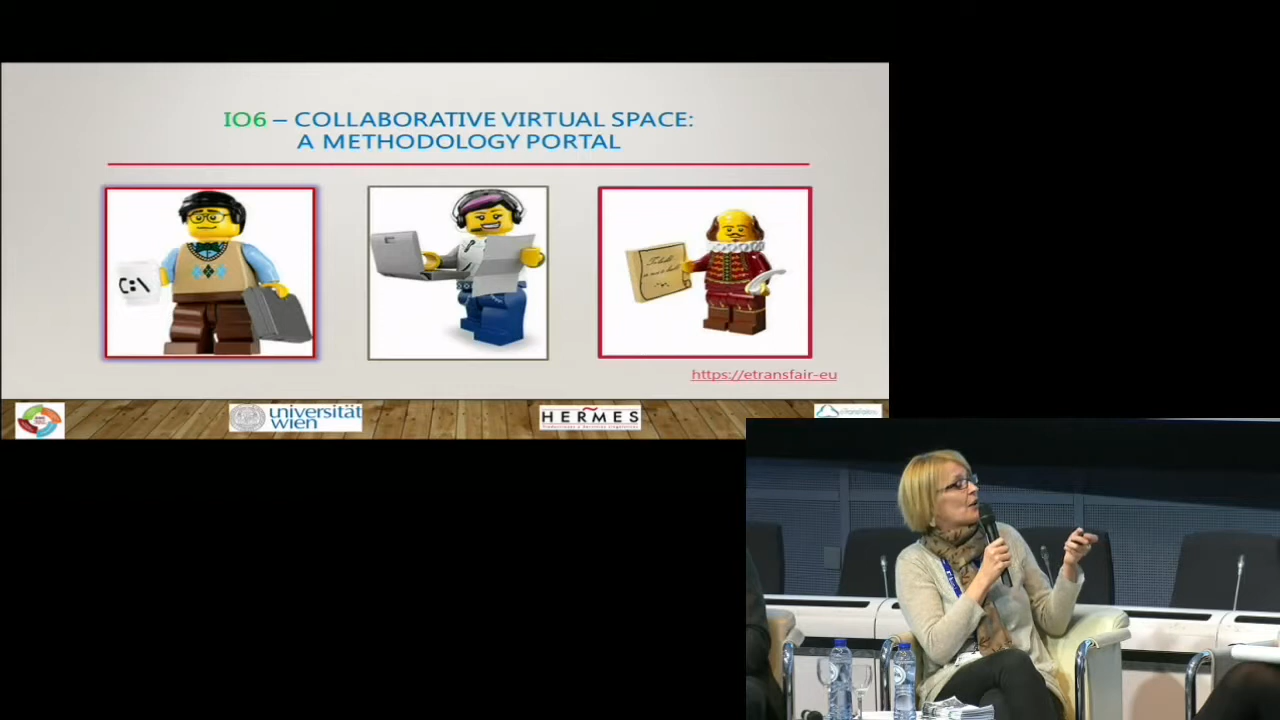 IO6 – COLLABORATIVE VIRTUAL SPACE:
A METHODOLOGY PORTAL
C:\
https://etransfair-eu
universität
wien
HERMES